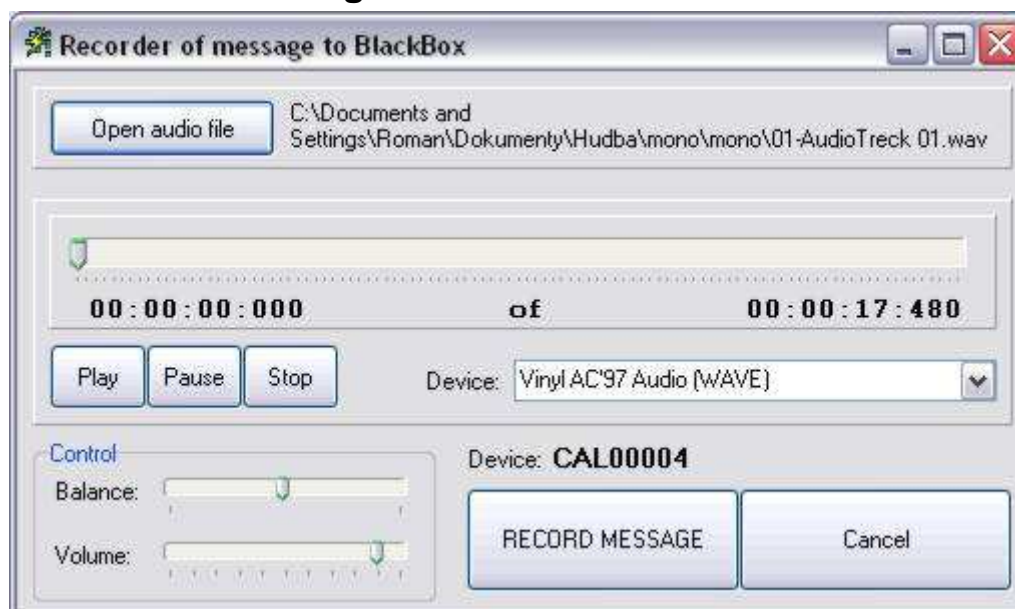 Recorder of message to BlackBox
Open audio file
C:\Documents and
Settings\Roman\Dokumenty\Hudba\mono\mono\01-AudioTreck 01.wav
00:00:00:000 of 00:00:17:480
Play Pause Stop Device: Vinyl AC'97 Audio (WAVE)
Control
Balance:
Volume:
Device: CAL00004
RECORD MESSAGE Cancel